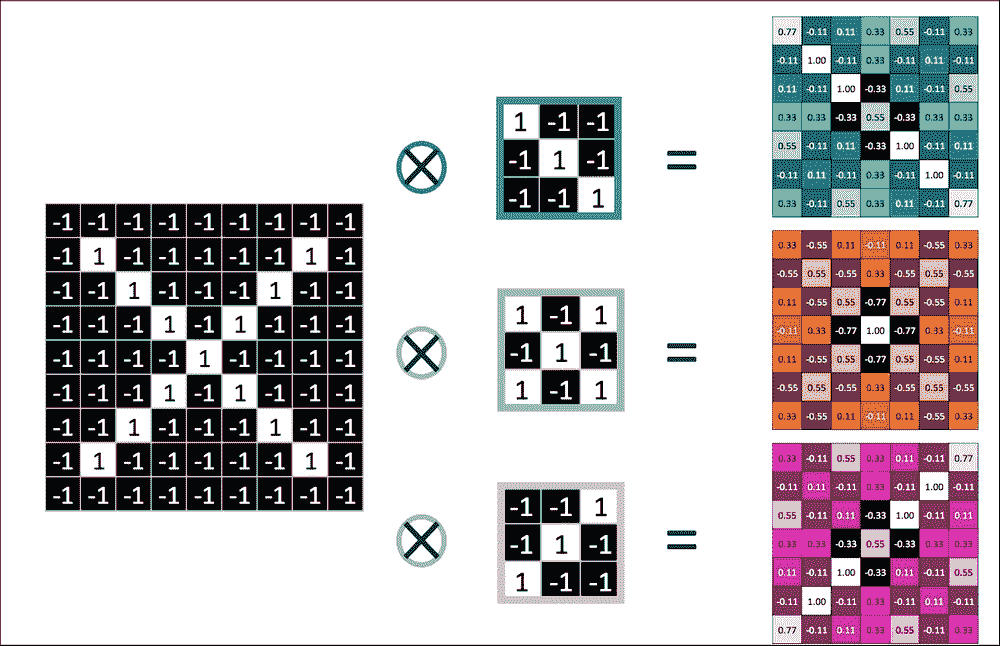 -1 -1 -1 -1 -1 -1 -1 -1 -1
-1 1 -1 -1 -1 -1 -1 1 -1
-1 -1 1 -1 -1 -1 1 -1 -1
-1 -1 -1 1 -1 1 -1 -1 -1
-1 -1 -1 -1 1 -1 -1 -1 -1
-1 -1 -1 1 -1 1 -1 -1 -1
-1 -1 1 -1 -1 -1 1 -1 -1
-1 1 -1 -1 -1 -1 -1 1 -1
-1 -1 -1 -1 -1 -1 -1 -1 -1
1 -1 -1
-1 1 -1
-1 -1 1
=
0.77 -0.11 0.11 0.33 0.55 -0.11 0.33
-0.11 1.00 -0.11 0.33 -0.11 0.11 -0.11
0.11 -0.11 1.00 -0.33 0.11 -0.11 0.55
0.33 0.33 -0.33 0.55 -0.33 0.33 0.33
0.55 -0.11 0.11 -0.33 1.00 -0.11 0.11
-0.11 0.11 -0.11 0.33 -0.11 1.00 -0.11
0.33 -0.11 0.55 0.33 0.11 -0.11 0.77
1 -1 1
-1 1 -1
1 -1 1
=
0.33 -0.55 0.11 -0.11 0.11 -0.55 0.33
-0.55 0.55 -0.55 0.33 -0.55 0.55 -0.55
0.11 -0.55 0.55 -0.77 0.55 -0.55 0.11
-0.11 0.33 -0.77 1.00 -0.77 0.33 -0.11
0.11 -0.55 0.55 -0.77 0.55 -0.55 0.11
-0.55 0.55 -0.55 0.33 -0.55 0.55 -0.55
0.33 -0.55 0.11 -0.11 0.11 -0.55 0.33
-1 -1 1
-1 1 -1
1 -1 -1
=
0.33 -0.11 0.55 0.33 0.11 -0.11 0.77
-0.11 0.11 -0.11 0.33 -0.11 1.00 -0.11
0.55 -0.11 0.11 -0.33 1.00 -0.11 0.11
0.33 0.33 -0.33 0.55 -0.33 0.33 0.33
0.11 -0.11 1.00 -0.33 0.11 -0.11 0.55
-0.11 1.00 -0.11 0.33 -0.11 0.11 -0.11
0.77 -0.11 0.11 0.33 0.55 -0.11 0.33